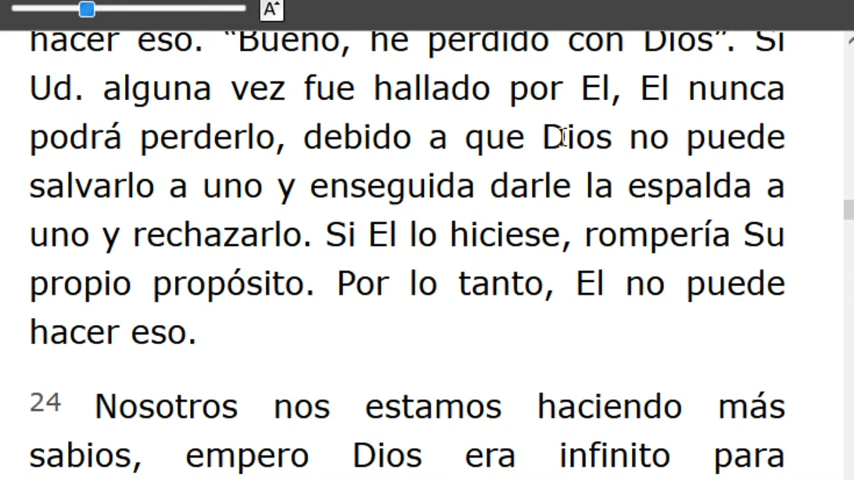 A
hacer eso. “Bueno, he perdido con Dios”. Si
Ud. alguna vez fue hallado por El, El nunca
podrá perderlo, debido a que Dios no puede
salvarlo a uno y enseguida darle la espalda a
uno y rechazarlo. Si El lo hiciese, rompería Su
propio propósito. Por lo tanto, El no puede
hacer eso.
24 Nosotros nos estamos haciendo más
sabios, empero Dios era infinito para